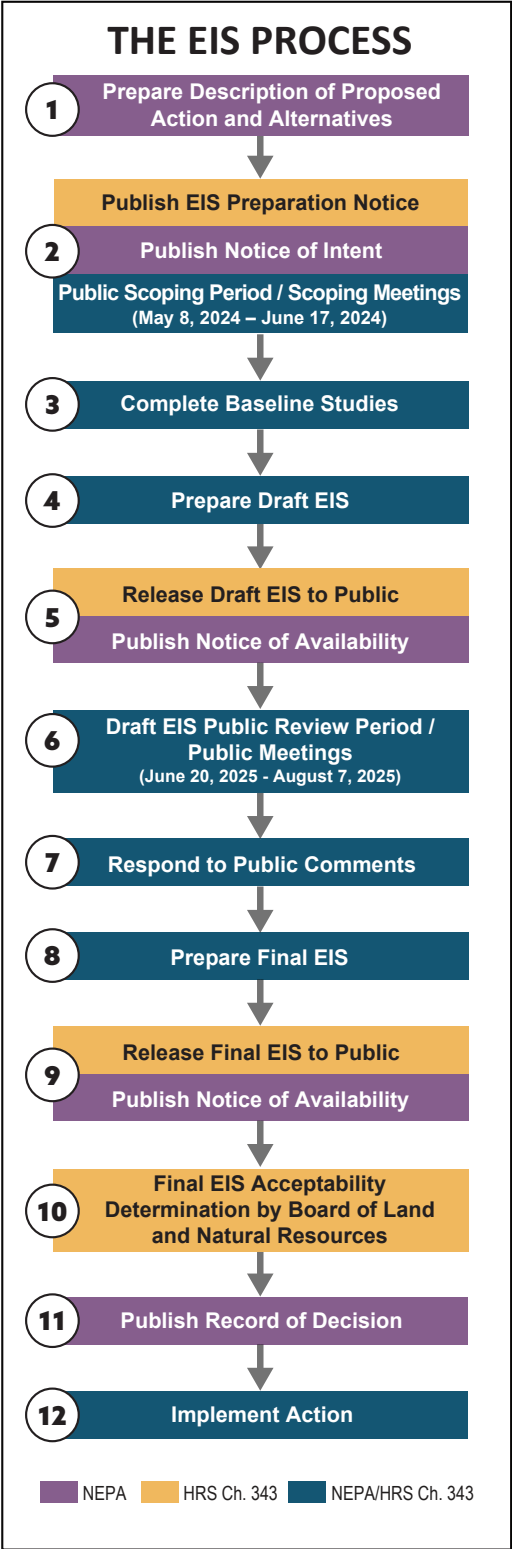 THE EIS PROCESS
1
Prepare Description of Proposed
Action and Alternatives
Publish EIS Preparation Notice
2
Publish Notice of Intent
Public Scoping Period / Scoping Meetings
(May 8, 2024 – June 17, 2024)
3
Complete Baseline Studies
4
Prepare Draft EIS
5
Release Draft EIS to Public
Publish Notice of Availability
6
Draft EIS Public Review Period /
Public Meetings
(June 20, 2025 - August 7, 2025)
7
Respond to Public Comments
8
Prepare Final EIS
9
Release Final EIS to Public
Publish Notice of Availability
10
Final EIS Acceptability
Determination by Board of Land
and Natural Resources
11
Publish Record of Decision
12
Implement Action
NEPA HRS Ch. 343 NEPA/HRS Ch. 343